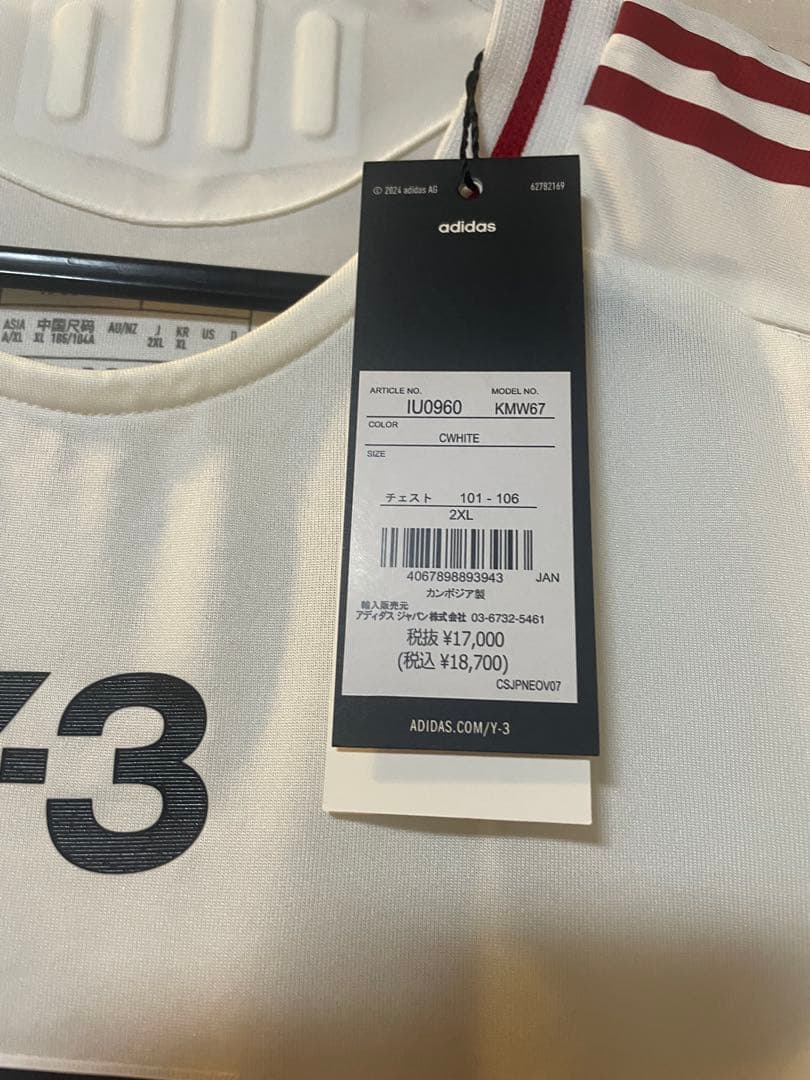 © 2024 adidas AG 62782169
adidas
ASIA 中国尺码 AU/NZ J KR US D
A/XL XL 185/104A 2XL XL
ARTICLE NO. MODEL NO.
IU0960 KMW67
COLOR
CWHITE
SIZE
チェスト 101 - 106
2XL
4067898893943 JAN
カンボジア製
輸入販売元
アディダス ジャパン株式会社 03-6732-5461
税抜 ¥17,000
(税込 ¥18,700)
CSJPNEOV07
ADIDAS.COM/Y-3
Y-3